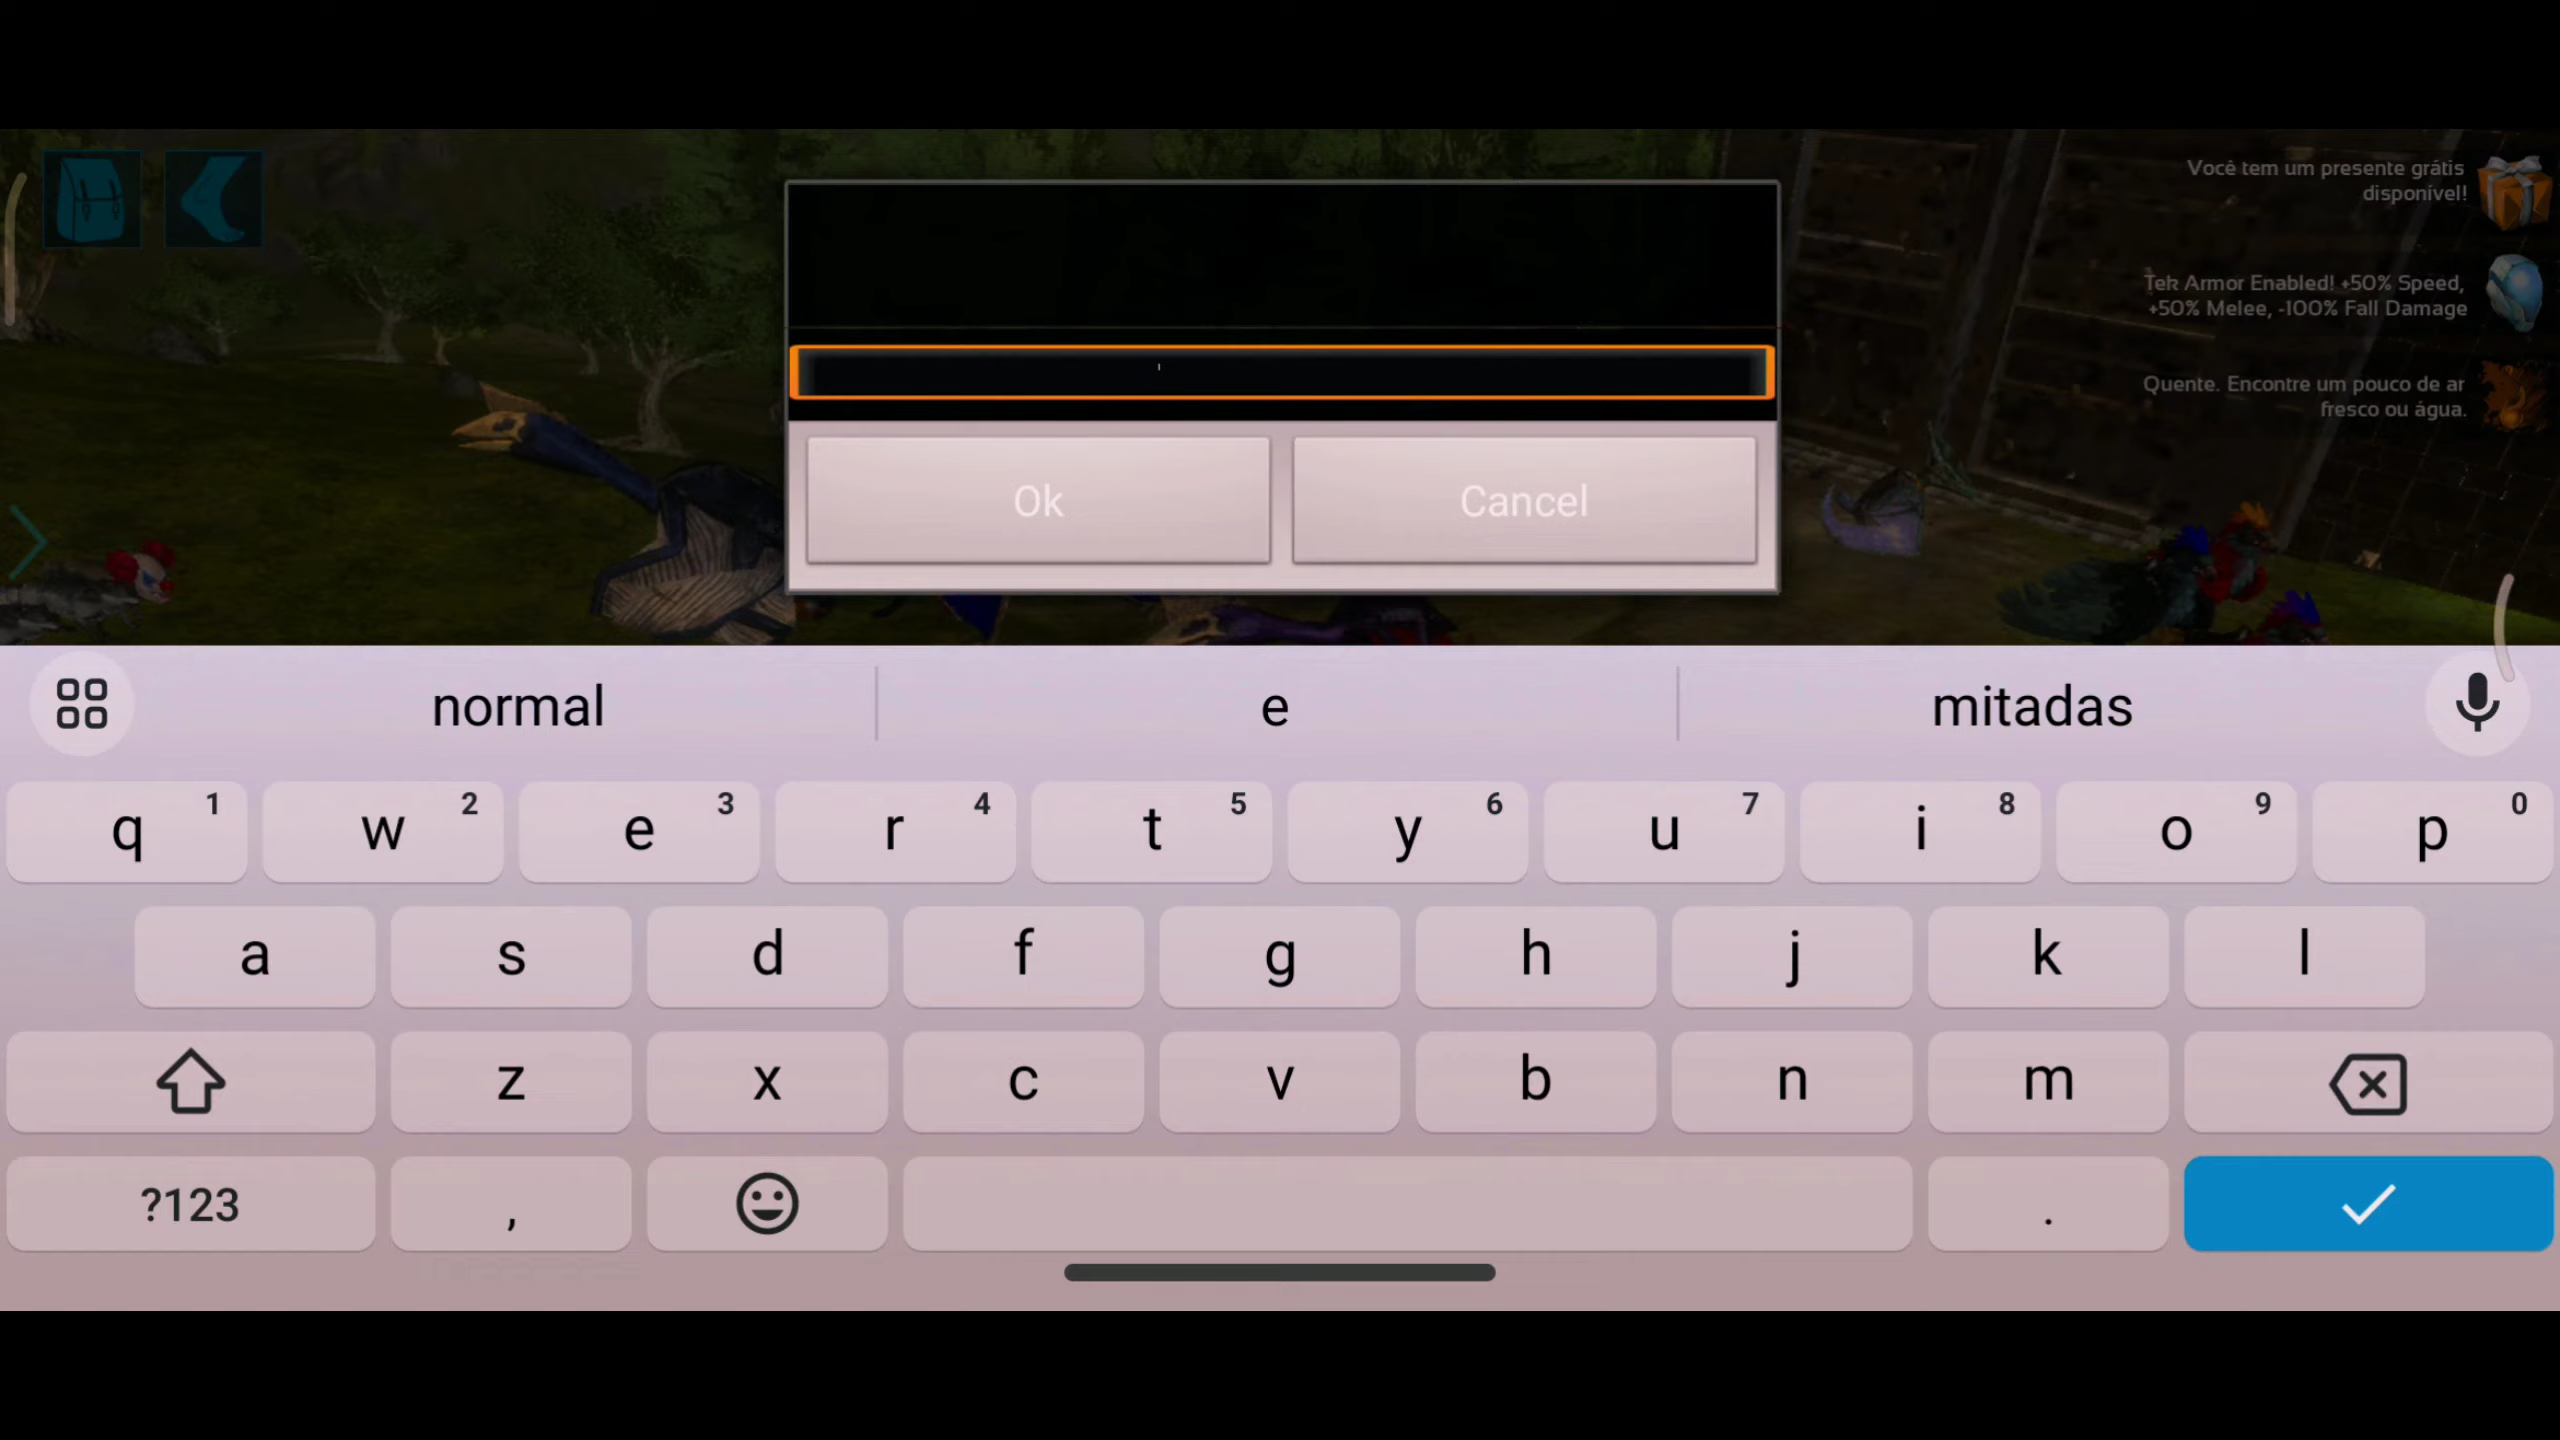 Você tem um presente grátis
disponível!
Tek Armor Enabled! +50% Speed,
+50% Melee, -100% Fall Damage
Quente. Encontre um pouco de ar
fresco ou água.
Ok Cancel
normal e mitadas
q 1 w 2 e 3 r 4 t 5 y 6 u 7 i 8 o 9 p 0
a s d f g h j k l
z x c v b n m
?123 , .